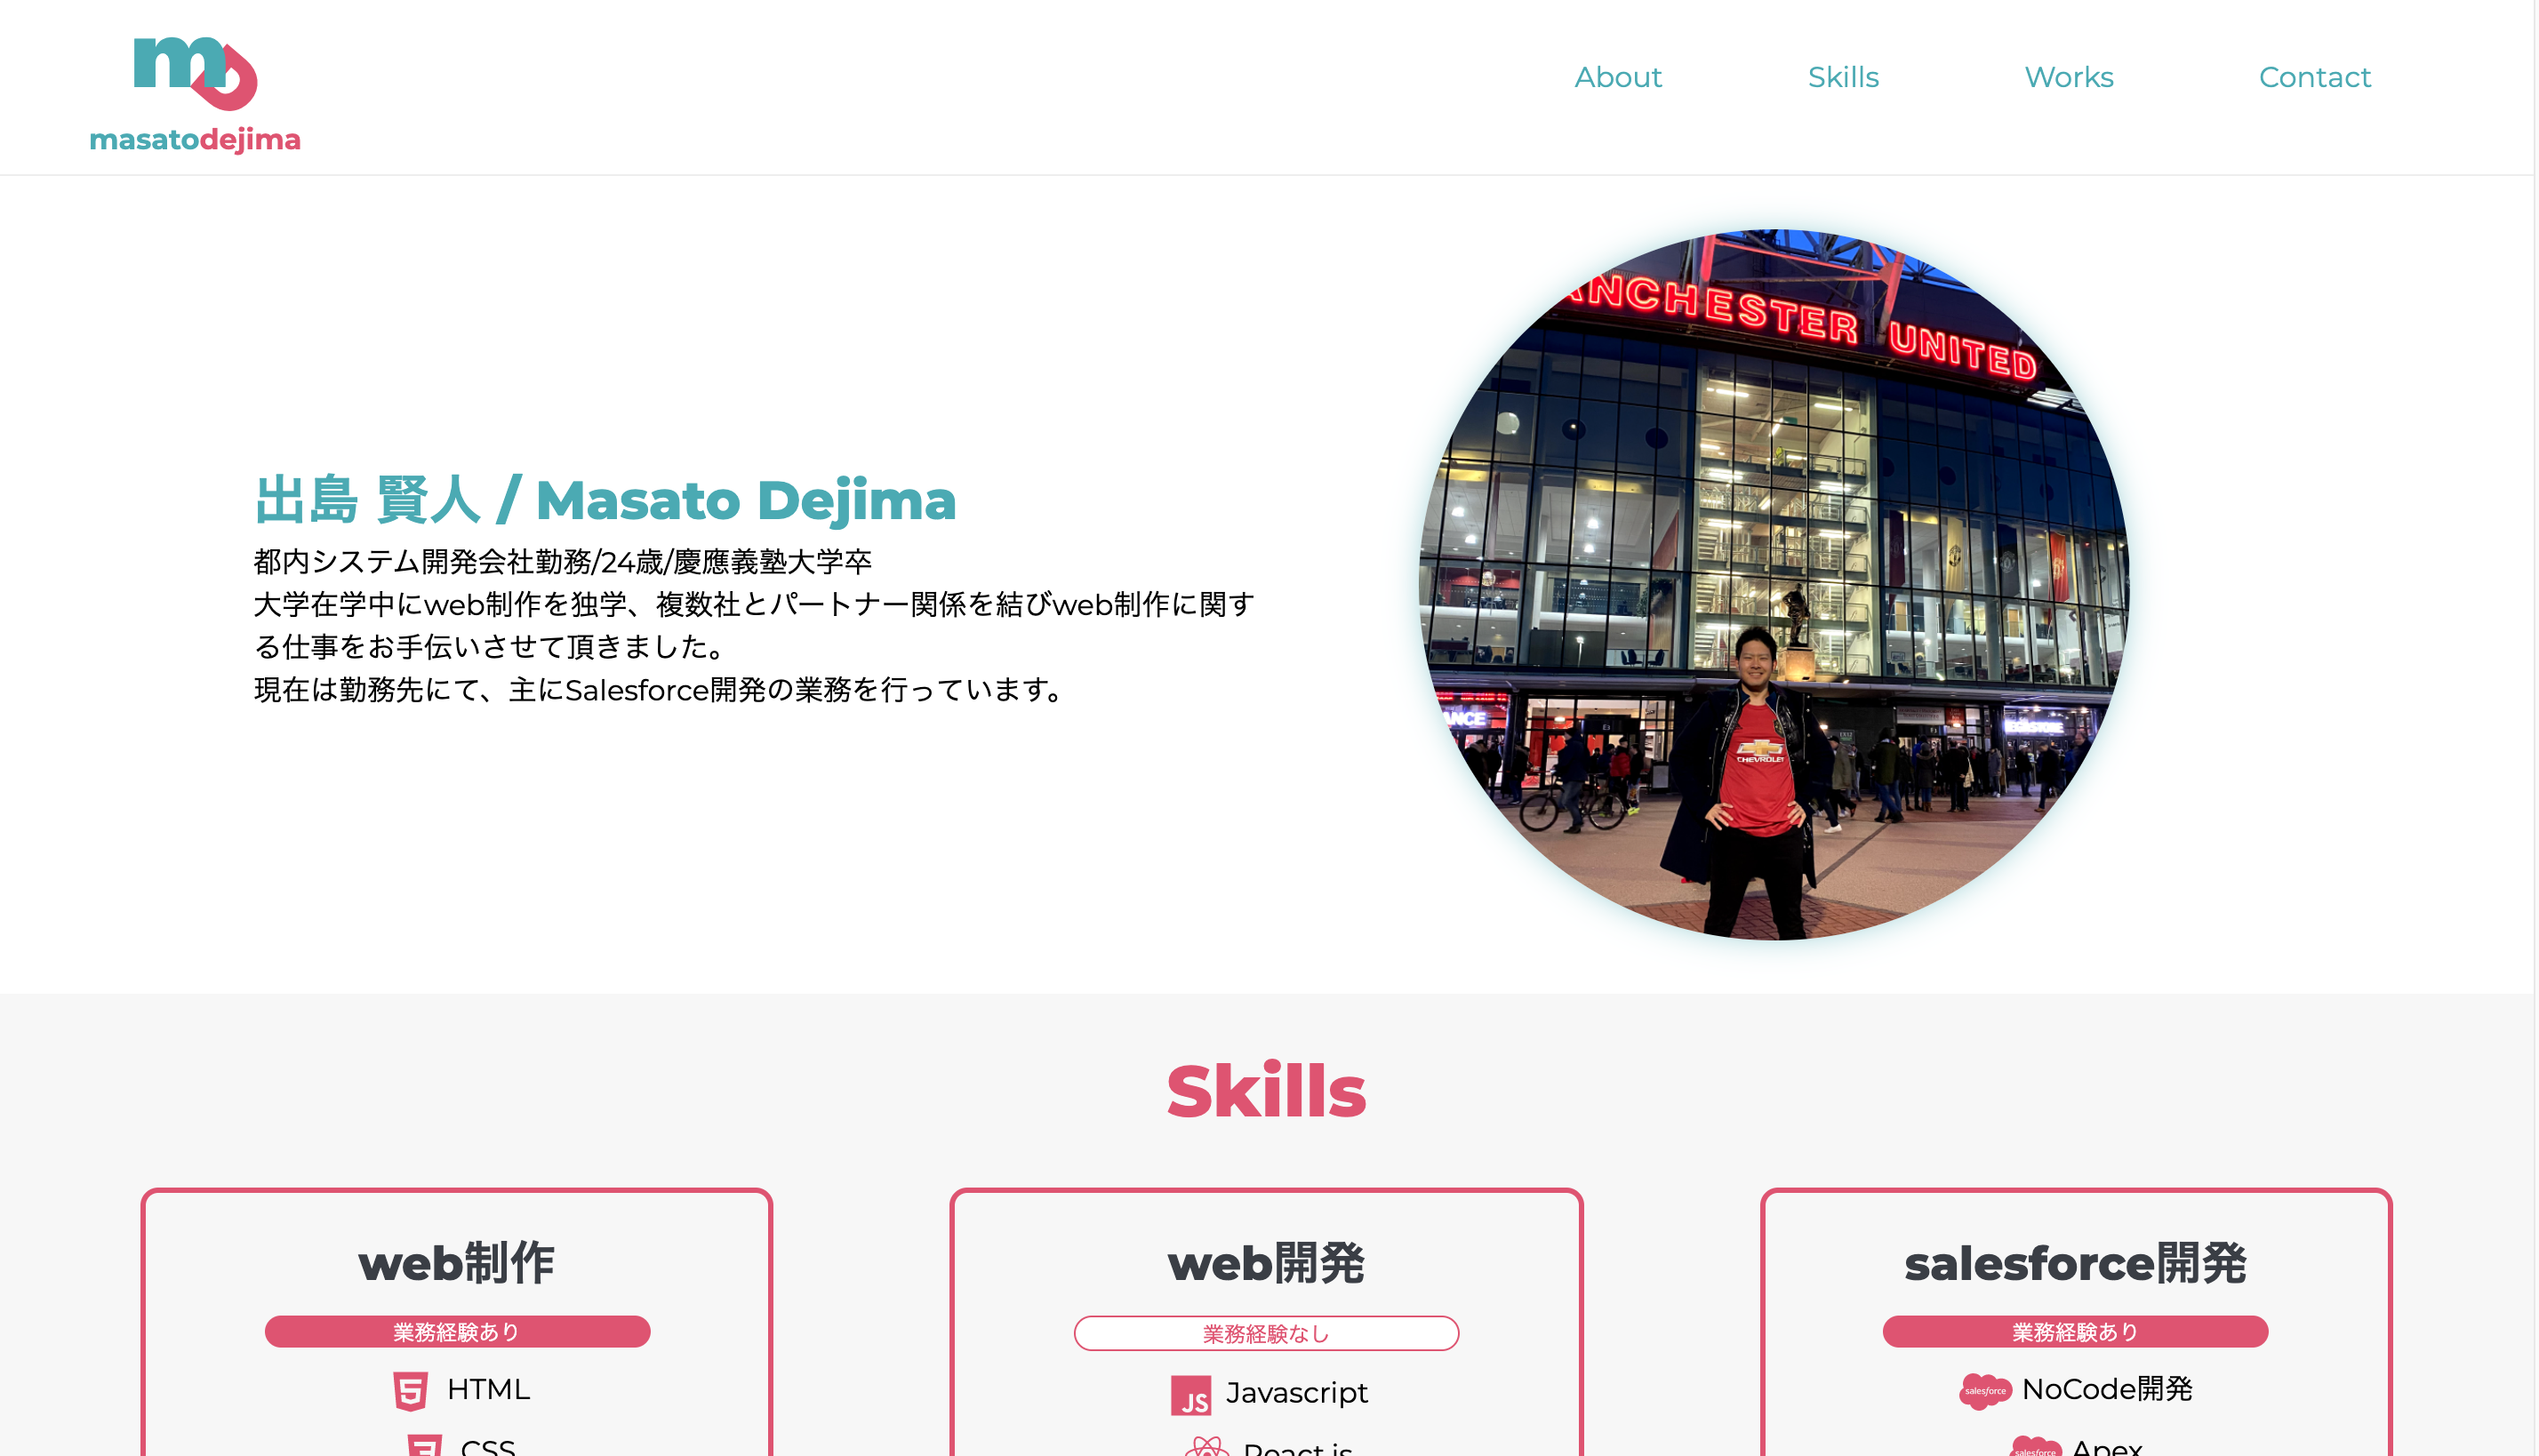 m
masatodejima
About
Skills
Works
Contact
出島 賢人 / Masato Dejima
都内システム開発会社勤務/24歳/慶應義塾大学卒
大学在学中にweb制作を独学、複数社とパートナー関係を結びweb制作に関す
る仕事をお手伝いさせて頂きました。
現在は勤務先にて、主にSalesforce開発の業務を行っています。
ANCHESTER UNITED
ANCE
CHEVROLET
Skills
web制作
業務経験あり
5 HTML
CSS
web開発
業務経験なし
JS Javascript
React.js
salesforce開発
業務経験あり
salesforce NoCode開発
salesforce Apex